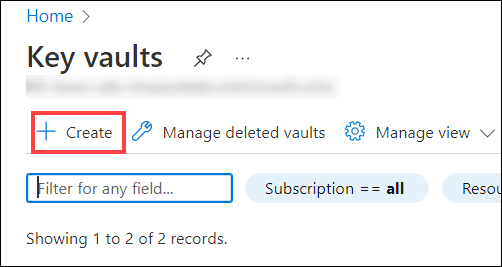 Home >
Key vaults ...
+ Create Manage deleted vaults Manage view
Filter for any field... Subscription == all Resou
Showing 1 to 2 of 2 records.